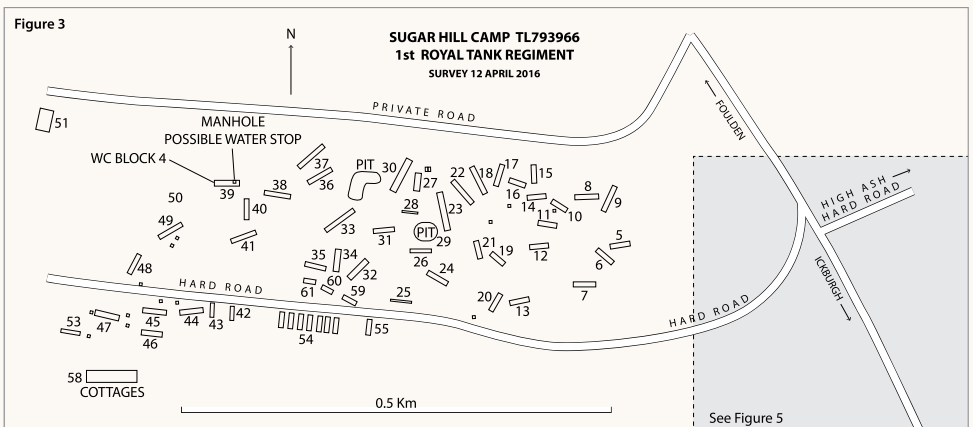 Figure 3
N
SUGAR HILL CAMP TL793966
1st ROYAL TANK REGIMENT
SURVEY 12 APRIL 2016
PRIVATE ROAD
FOULDEN
51
MANHOLE
POSSIBLE WATER STOP
WC BLOCK 4
37
36
PIT
30
27
22
18
17
16
15
14
8
9
39
38
50
40
28
23
11
10
HIGH ASH
HARD ROAD
49
41
33
31
PIT
29
21
19
12
5
6
48
35
34
32
26
24
61
60
59
25
20
13
7
ICKBURGH
HARD ROAD
HARD ROAD
53
47
45
44
43
42
46
54
55
58
COTTAGES
0.5 Km
See Figure 5